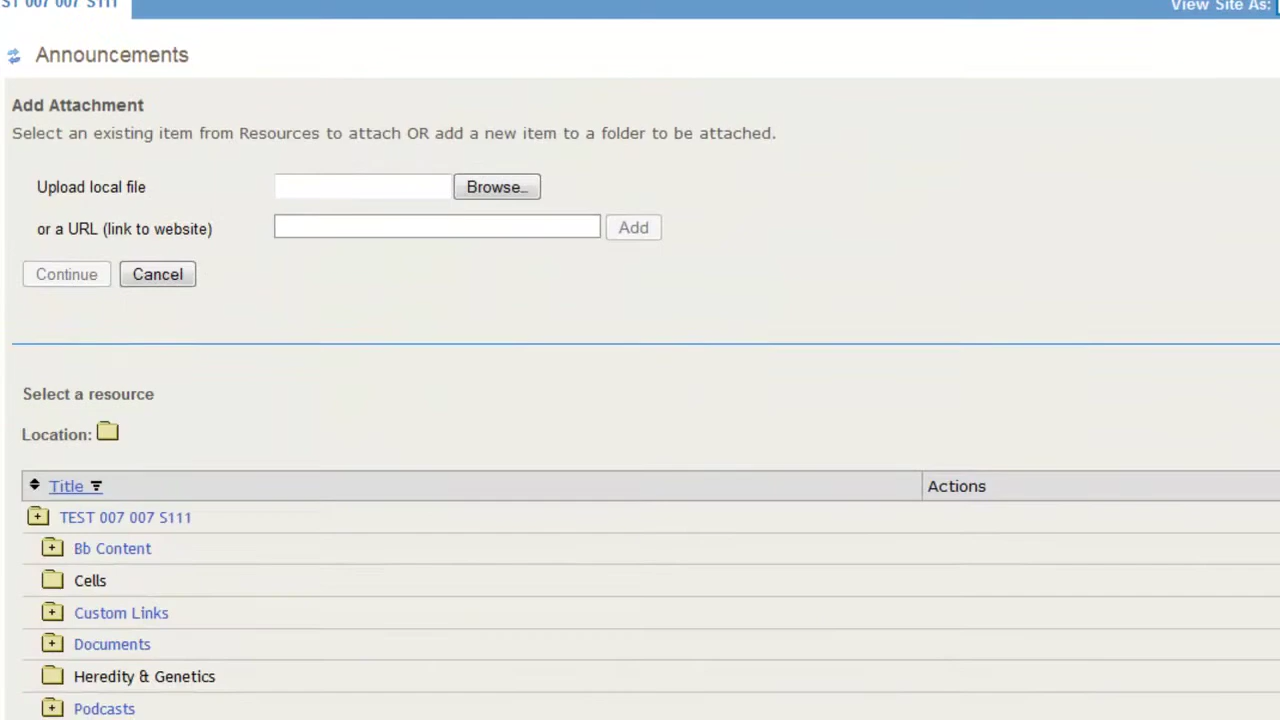 ST 007 007 S111
View Site As:
Announcements
Add Attachment
Select an existing item from Resources to attach OR add a new item to a folder to be attached.
Upload local file
Browse...
or a URL (link to website)
Add
Continue Cancel
Select a resource
Location:
Title Actions
TEST 007 007 S111
Bb Content
Cells
Custom Links
Documents
Heredity & Genetics
Podcasts